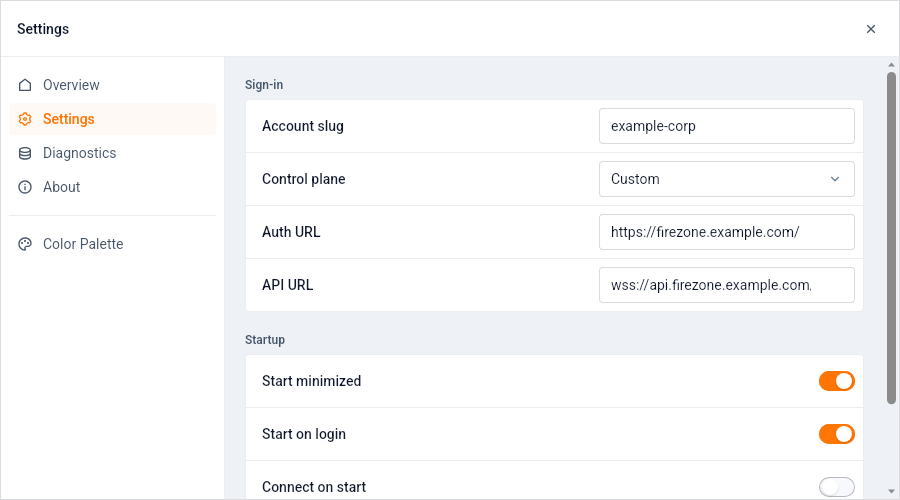 Settings
Overview
Settings
Diagnostics
About
Color Palette
Sign-in
Account slug
example-corp
Control plane
Custom
Auth URL
https://firezone.example.com/
API URL
wss://api.firezone.example.com
Startup
Start minimized
Start on login
Connect on start